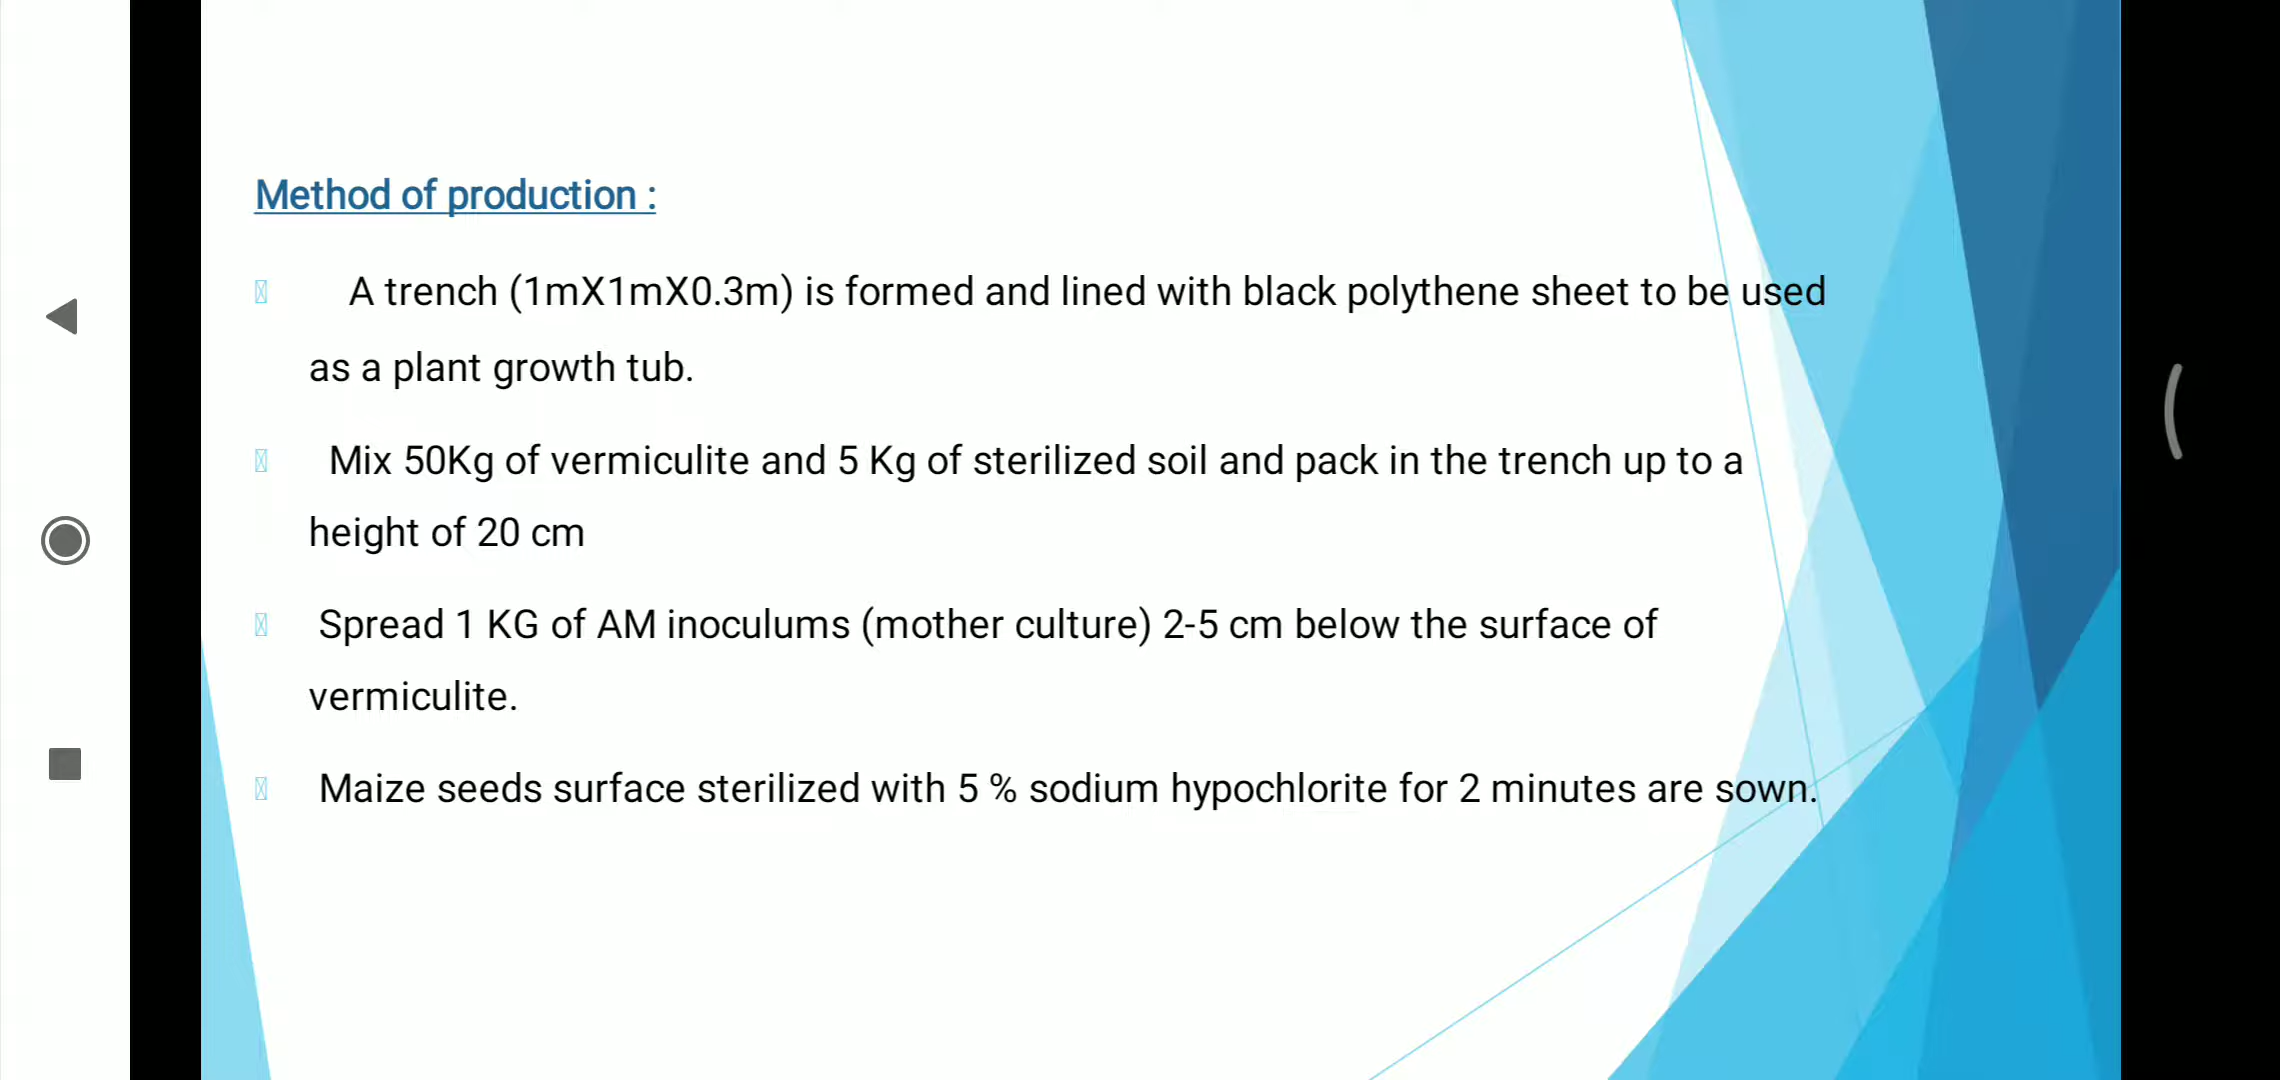 Method of production :
A trench (1mX1mX0.3m) is formed and lined with black polythene sheet to be used
as a plant growth tub.
Mix 50Kg of vermiculite and 5 Kg of sterilized soil and pack in the trench up to a
height of 20 cm
Spread 1 KG of AM inoculums (mother culture) 2-5 cm below the surface of
vermiculite.
Maize seeds surface sterilized with 5 % sodium hypochlorite for 2 minutes are sown.